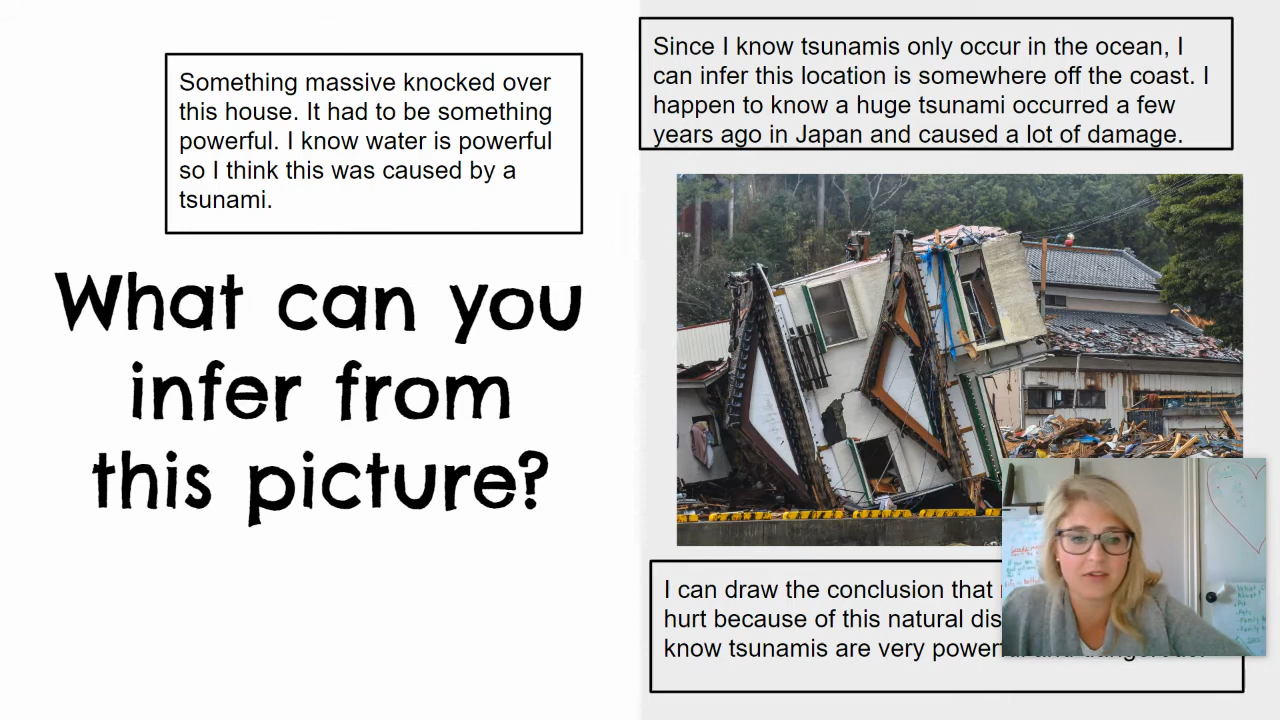 Something massive knocked over
this house. It had to be something
powerful. I know water is powerful
so I think this was caused by a
tsunami.
Since I know tsunamis only occur in the ocean, I
can infer this location is somewhere off the coast. I
happen to know a huge tsunami occurred a few
years ago in Japan and caused a lot of damage.
What can you
infer from
this picture?
I can draw the conclusion that
hurt because of this natural
know tsunamis are very